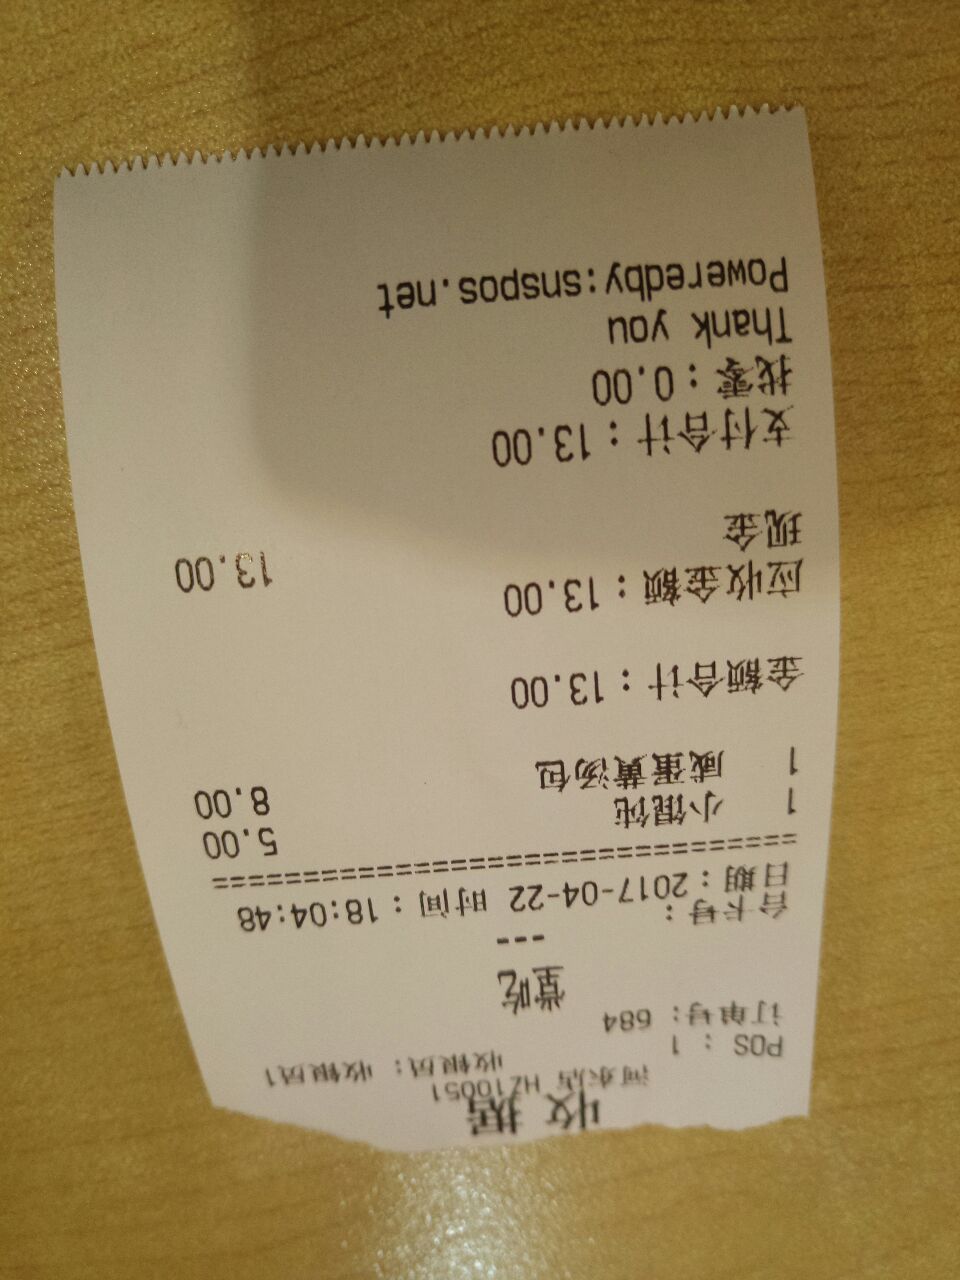 收据
河东店 HZ10051
POS : 1 收银员: 收银员1
订单号: 684
堂吃
---
台卡号:
日期:2017-04-22 时间:18:04:48
================================
1 小馄饨 5.00
1 咸蛋黄汤包 8.00
金额合计:13.00
应收金额:13.00
现金 13.00
支付合计:13.00
找零:0.00
Thank you
Poweredby:snspos.net